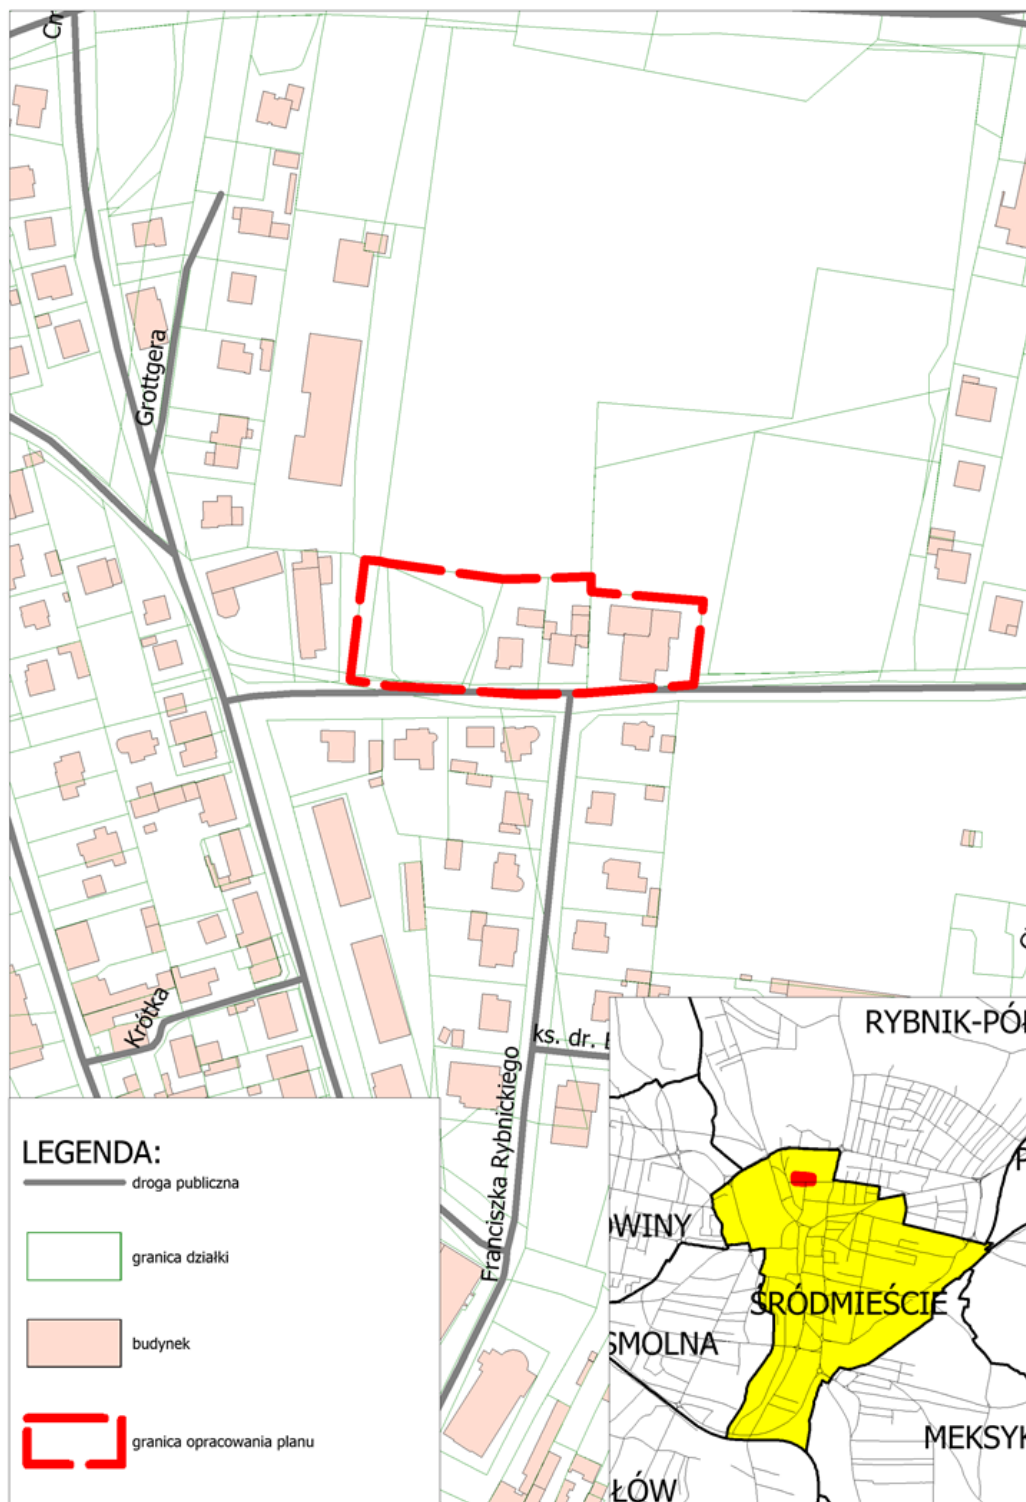 Grottgera
Krótka
ks. dr.
Franciszka Rybnickiego
LEGENDA:
droga publiczna
granica działki
budynek
granica opracowania planu
RYBNIK-PÓ
WINY
ŚRÓDMIEŚCIE
SMOLNA
MEKSYK
ŁÓW